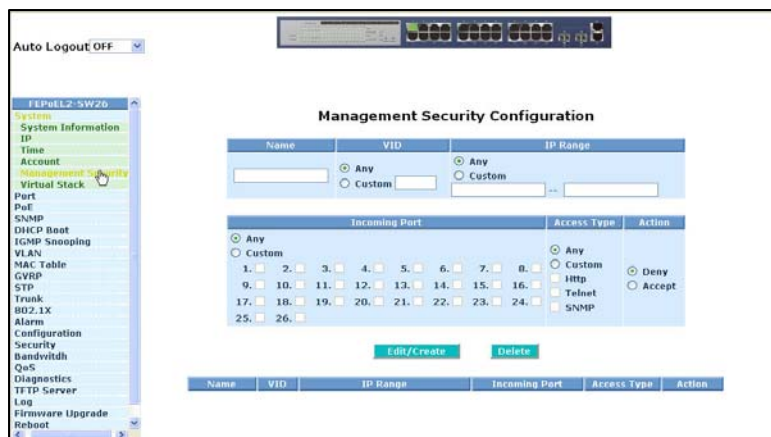 Auto Logout OFF
FEPoEL2-SW26
System
System Information
IP
Time
Account
Management Security
Virtual Stack
Port
PoE
SNMP
DHCP Boot
IGMP Snooping
VLAN
MAC Table
GVRP
STP
Trunk
802.1X
Alarm
Configuration
Security
Bandwitdh
QoS
Diagnostics
TFTP Server
Log
Firmware Upgrade
Reboot
Management Security Configuration
Name VID IP Range
Any Any
Custom Custom
--
Incoming Port Access Type Action
Any
Custom
1. 2. 3. 4. 5. 6. 7. 8.
9. 10. 11. 12. 13. 14. 15. 16.
17. 18. 19. 20. 21. 22. 23. 24.
25. 26.
Any
Custom
Http
Telnet
SNMP
Deny
Accept
Edit/Create Delete
Name VID IP Range Incoming Port Access Type Action